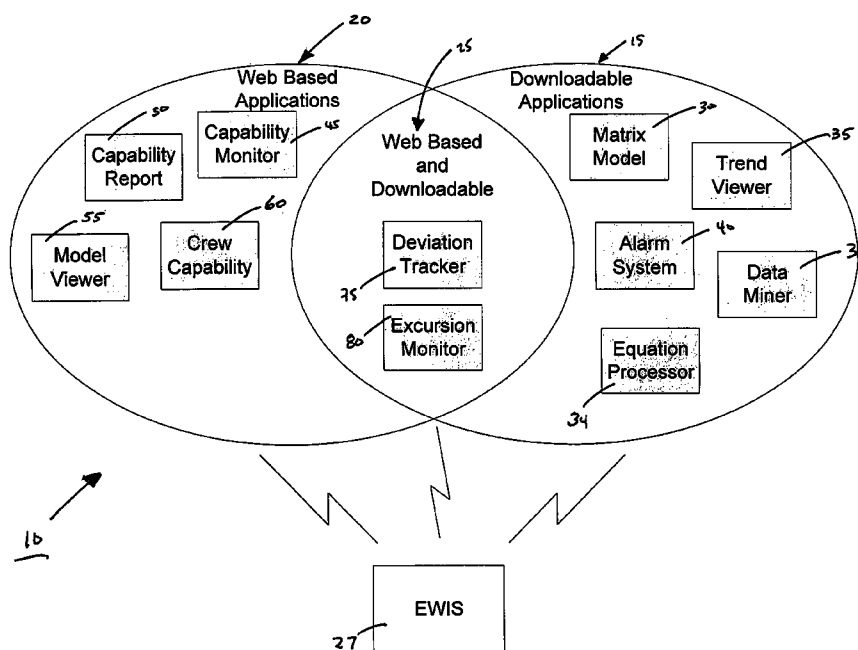 20
25
15
Web Based
Applications
Downloadable
Applications
50
Capability
Report
Capability
Monitor
45
Web Based
and
Downloadable
Matrix
Model
30
Trend
Viewer
35
55
Model
Viewer
60
Crew
Capability
Deviation
Tracker
75
Alarm
System
40
Data
Miner
3
80
Excursion
Monitor
Equation
Processor
34
10
EWIS
27